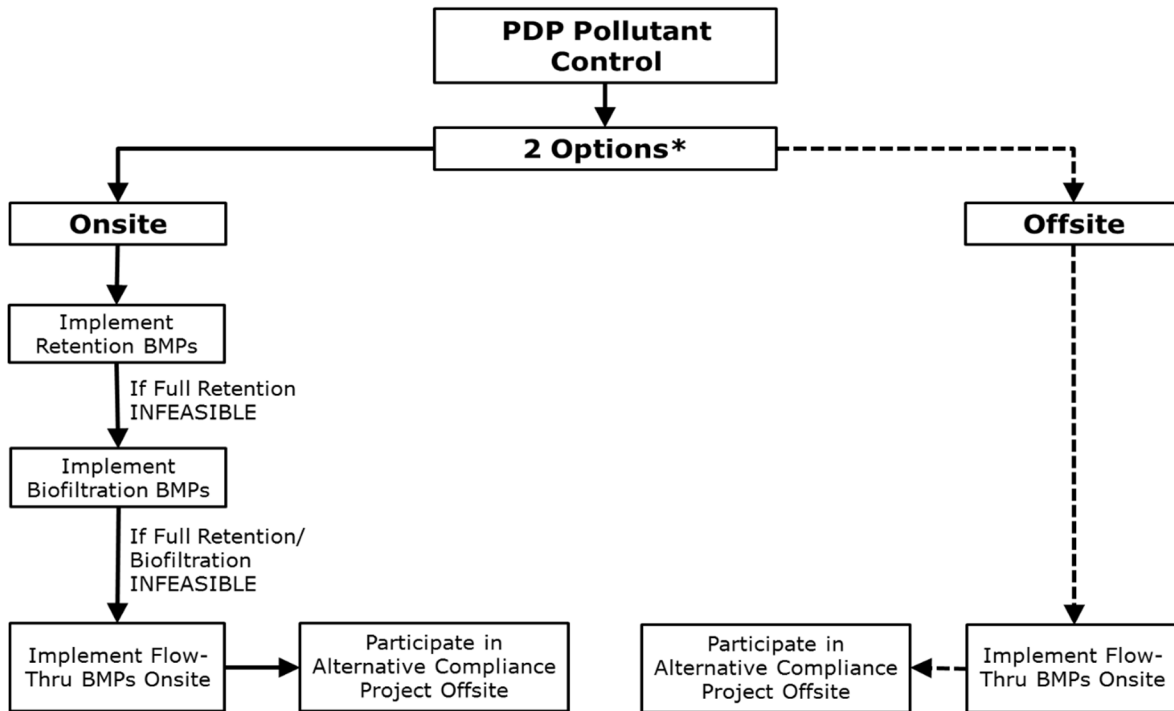 PDP Pollutant
Control
2 Options*
Onsite
Offsite
Implement
Retention BMPs
If Full Retention
INFEASIBLE
Implement
Biofiltration BMPs
If Full Retention/
Biofiltration
INFEASIBLE
Implement Flow-
Thru BMPs Onsite
Participate in
Alternative Compliance
Project Offsite
Participate in
Alternative Compliance
Project Offsite
Implement Flow-
Thru BMPs Onsite